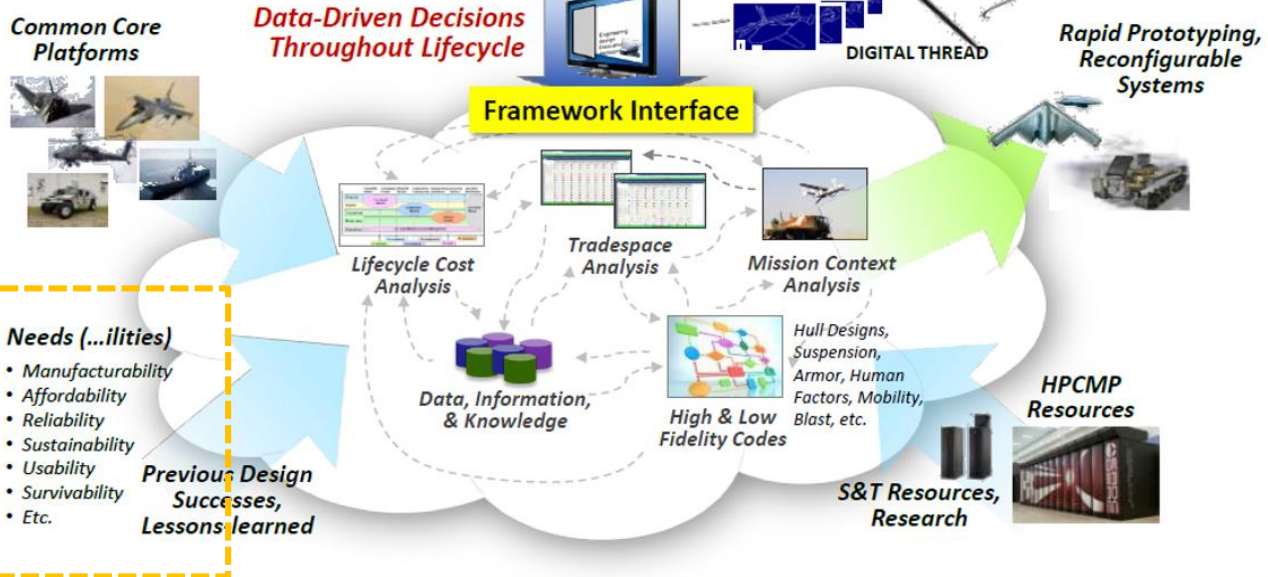 Common Core
Platforms
Data-Driven Decisions
Throughout Lifecycle
DIGITAL THREAD
Rapid Prototyping,
Reconfigurable
Systems
Framework Interface
Lifecycle Cost
Analysis
Tradespace
Analysis
Mission Context
Analysis
Needs (...ilities)
• Manufacturability
• Affordability
• Reliability
• Sustainability
• Usability
• Survivability
• Etc.
Previous Design
Successes,
Lessons-learned
Data, Information,
& Knowledge
High & Low
Fidelity Codes
Hull Designs,
Suspension,
Armor, Human
Factors, Mobility,
Blast, etc.
HPCMP
Resources
S&T Resources,
Research